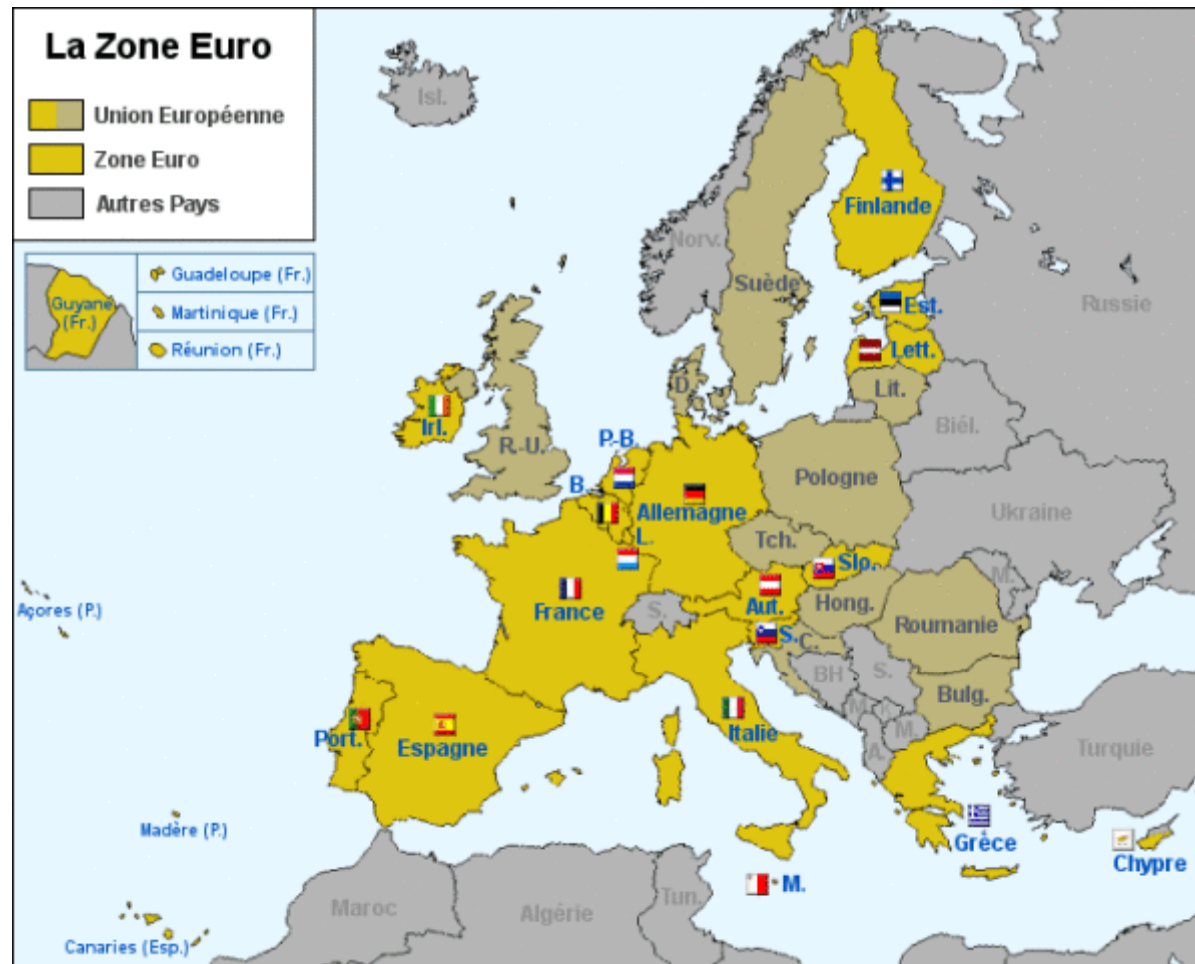 La Zone Euro
Union Européenne
Zone Euro
Autres Pays
Guyane
(Fr.)
Guadeloupe (Fr.)
Martinique (Fr.)
Réunion (Fr.)
Isl.
Norv.
Suède
Finlande
Russie
Est.
Lett.
Lit.
Biél.
D.
Irl.
R.-U.
P.-B.
B.
L.
Allemagne
Pologne
Ukraine
Tch.
Slo.
M.
France
S.
Aut.
Hong.
Roumanie
S.
C.
BH
S.
Bulg.
M.
K.
M.
A.
Açores (P.)
Port.
Espagne
Italie
Turquie
Madère (P.)
Grèce
Chypre
M.
Maroc
Algérie
Tun.
Canaries (Esp.)